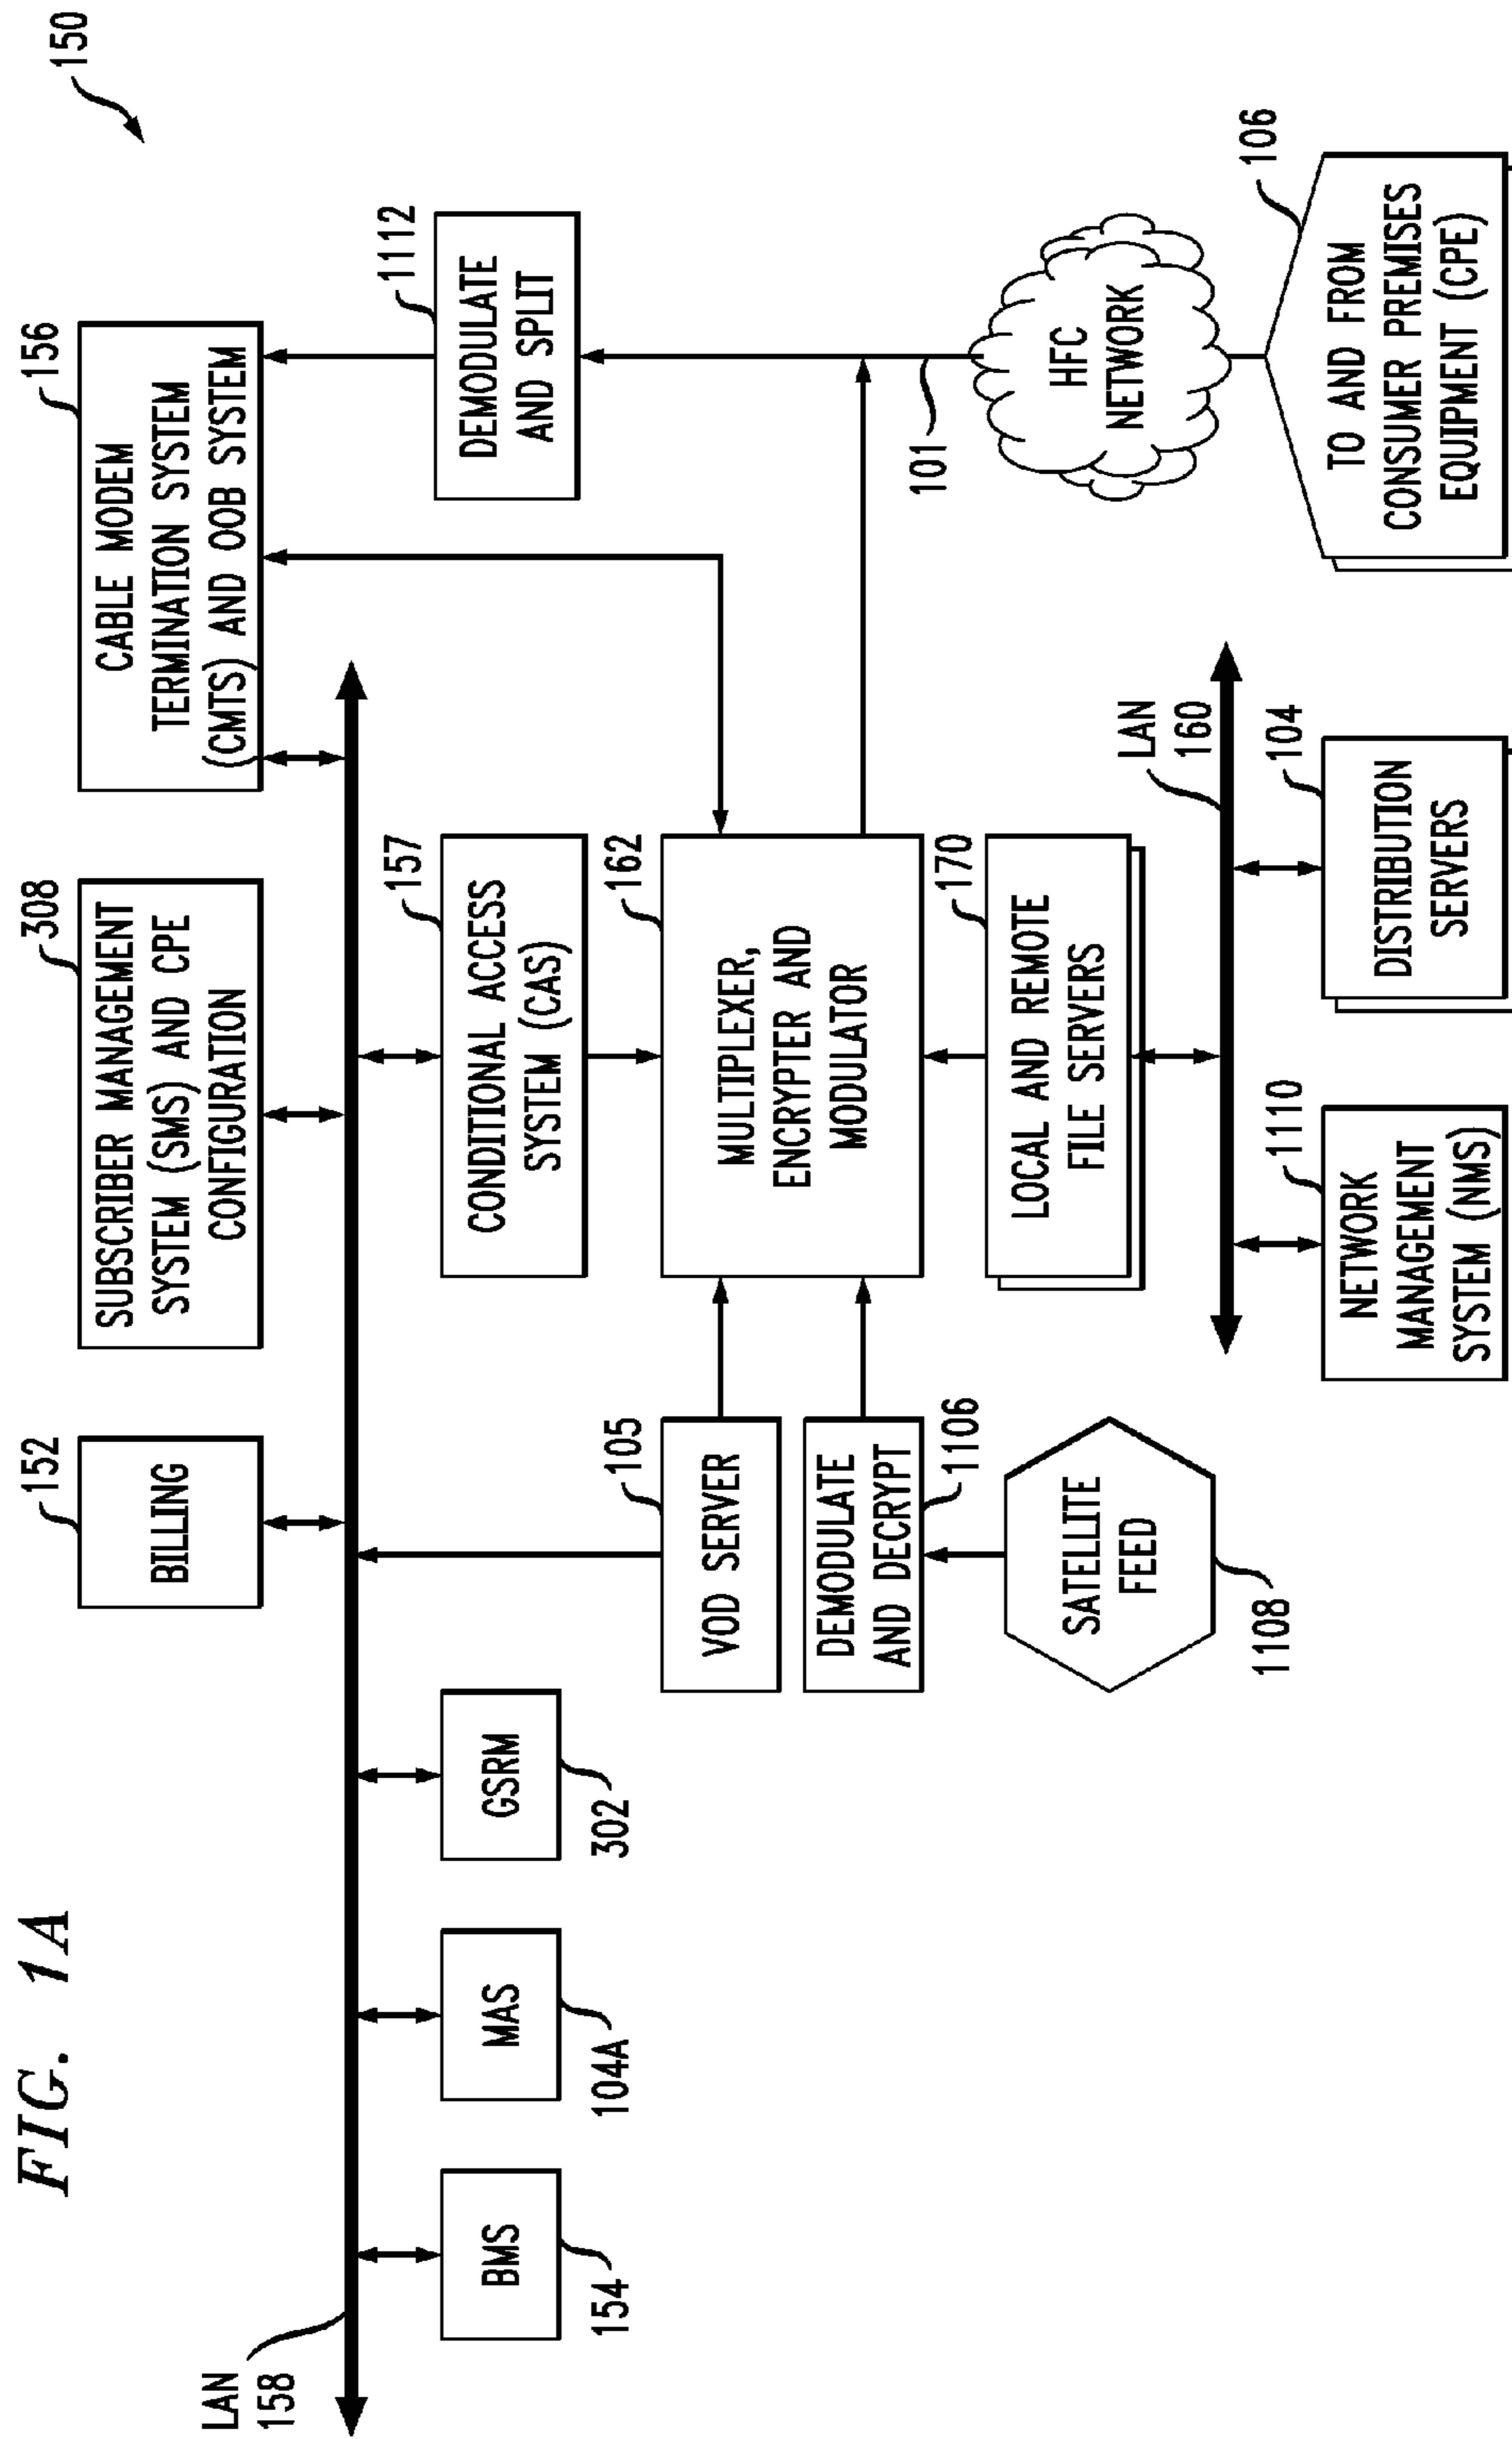 FIG. 1A
150
LAN
158
152
BILLING
308
SUBSCRIBER MANAGEMENT
SYSTEM (SMS) AND CPE
CONFIGURATION
156
CABLE MODEM
TERMINATION SYSTEM
(CMTS) AND OOB SYSTEM
BMS
154
MAS
104A
GSRM
302
157
CONDITIONAL ACCESS
SYSTEM (CAS)
1112
DEMODULATE
AND SPLIT
105
VOD SERVER
162
MULTIPLEXER,
ENCRYPTER AND
MODULATOR
DEMODULATE
AND DECRYPT
1106
SATELLITE
FEED
1108
170
LOCAL AND REMOTE
FILE SERVERS
101
HFC
NETWORK
LAN
160
1110
NETWORK
MANAGEMENT
SYSTEM (NMS)
104
DISTRIBUTION
SERVERS
106
TO AND FROM
CONSUMER PREMISES
EQUIPMENT (CPE)